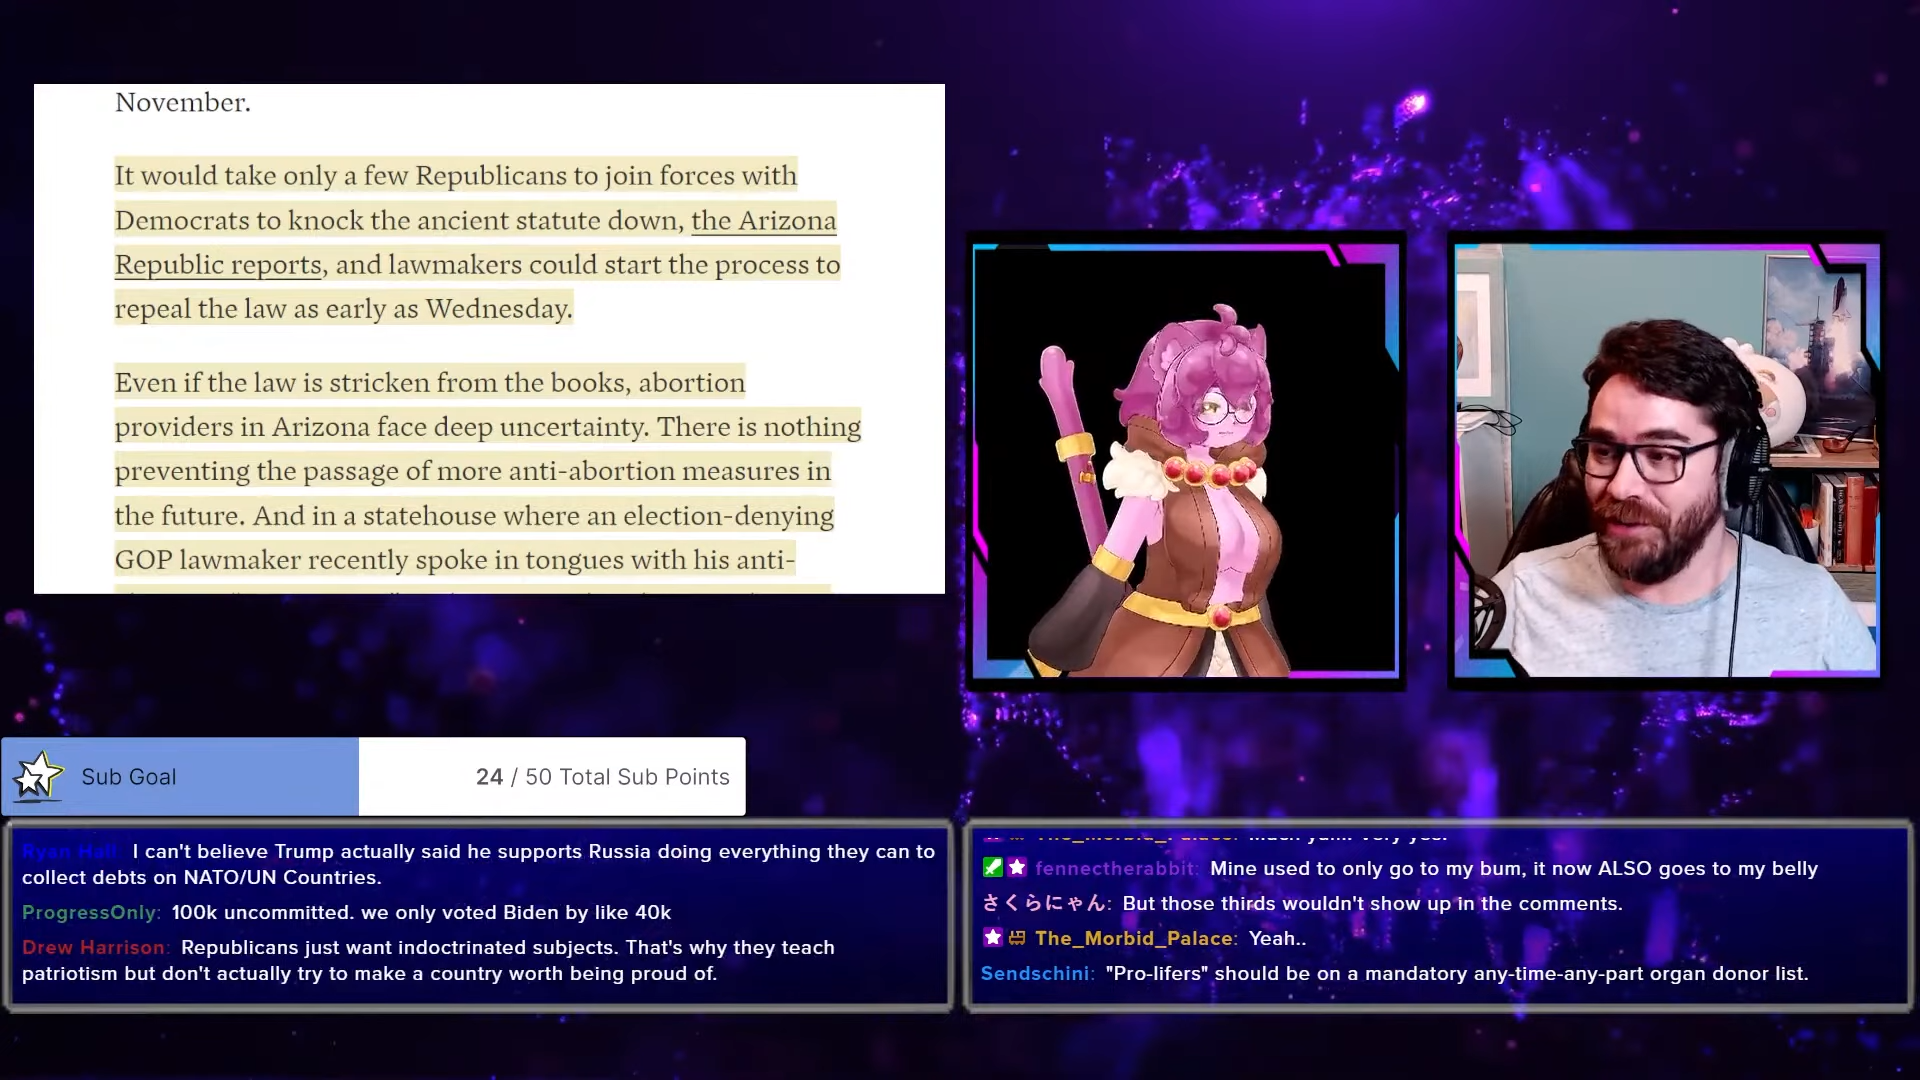 November.
It would take only a few Republicans to join forces with
Democrats to knock the ancient statute down, the Arizona
Republic reports, and lawmakers could start the process to
repeal the law as early as Wednesday.
Even if the law is stricken from the books, abortion
providers in Arizona face deep uncertainty. There is nothing
preventing the passage of more anti-abortion measures in
the future. And in a statehouse where an election-denying
GOP lawmaker recently spoke in tongues with his anti-
Sub Goal
24 / 50 Total Sub Points
Ryan Hall I can't believe Trump actually said he supports Russia doing everything they can to
collect debts on NATO/UN Countries.
ProgressOnly: 100k uncommitted. we only voted Biden by like 40k
Drew Harrison: Republicans just want indoctrinated subjects. That's why they teach
patriotism but don't actually try to make a country worth being proud of.
fennectherabbit: Mine used to only go to my bum, it now ALSO goes to my belly
さくらにゃん: But those thirds wouldn't show up in the comments.
The_Morbid_Palace: Yeah..
Sendschini: "Pro-lifers" should be on a mandatory any-time-any-part organ donor list.